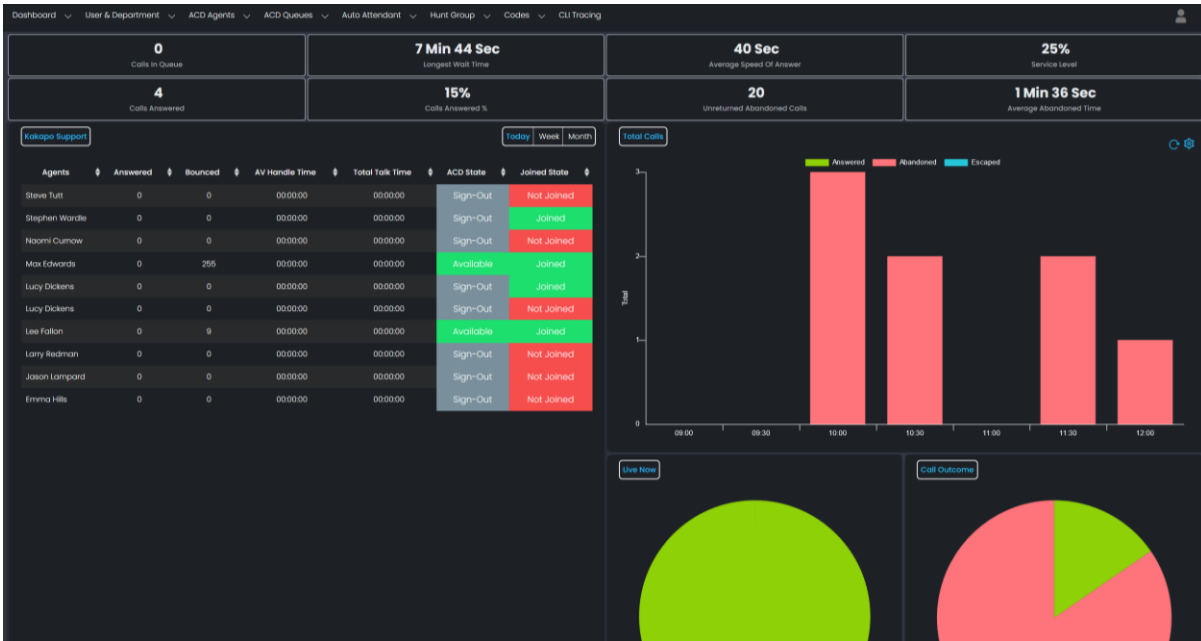 Dashboard User & Department ACD Agents ACD Queues Auto Attendant Hunt Group Codes CLI Tracing
0 7 Min 44 Sec 40 Sec 25%
Calls In Queue Longest Wait Time Average Speed Of Answer Service Level
4 15% 20 1 Min 36 Sec
Calls Answered Calls Answered % Unreturned Abandoned Calls Average Abandoned Time
Kakapo Support Today Week Month
Agents Answered Bounced AV Handle Time Total Talk Time ACD State Joined State
Steve Tutt 0 0 00:00:00 00:00:00 Sign-Out Not Joined
Stephen Wardle 0 0 00:00:00 00:00:00 Sign-Out Joined
Naomi Curnow 0 0 00:00:00 00:00:00 Sign-Out Not Joined
Max Edwards 0 255 00:00:00 00:00:00 Available Joined
Lucy Dickens 0 0 00:00:00 00:00:00 Sign-Out Joined
Lucy Dickens 0 0 00:00:00 00:00:00 Sign-Out Not Joined
Lee Fallon 0 9 00:00:00 00:00:00 Available Joined
Larry Redman 0 0 00:00:00 00:00:00 Sign-Out Not Joined
Jason Lampard 0 0 00:00:00 00:00:00 Sign-Out Not Joined
Emma Hills 0 0 00:00:00 00:00:00 Sign-Out Not Joined
Total Calls
Answered Abandoned Escaped
3
2
Total
1
0
09:00 09:30 10:00 10:30 11:00 11:30 12:00
Live Now Call Outcome